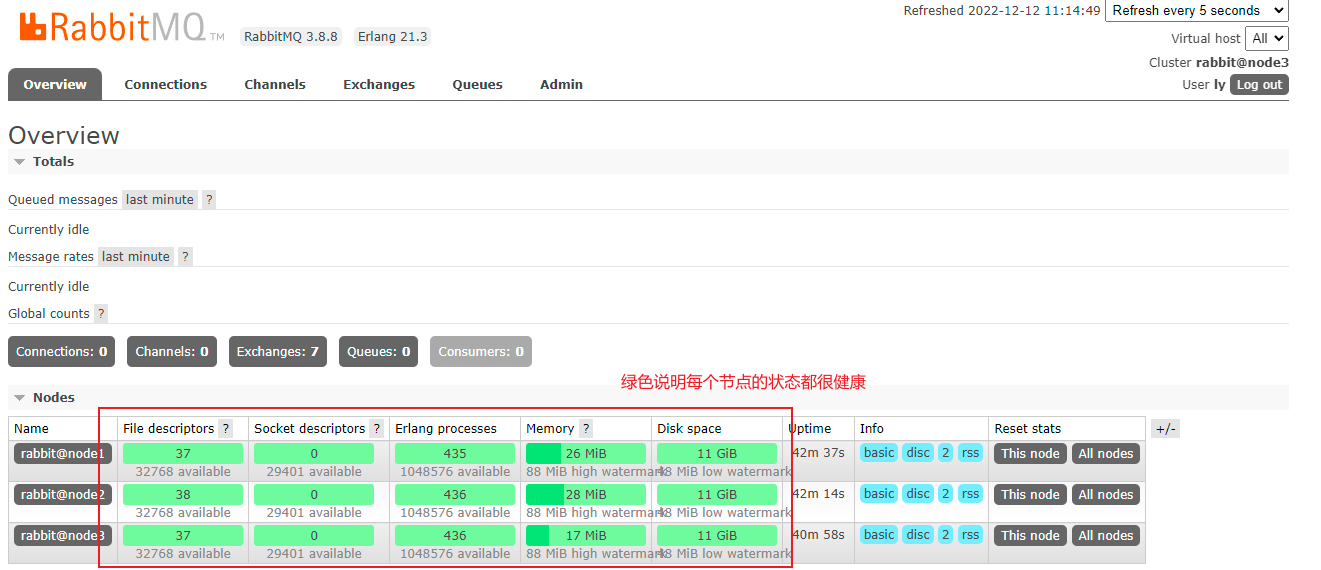 RabbitMQ TM RabbitMQ 3.8.8 Erlang 21.3
Refreshed 2022-12-12 11:14:49 Refresh every 5 seconds
Virtual host All
Cluster rabbit@node3
User ly Log out
Overview Connections Channels Exchanges Queues Admin
Overview
Totals
Queued messages last minute ?
Currently idle
Message rates last minute ?
Currently idle
Global counts ?
Connections: 0 Channels: 0 Exchanges: 7 Queues: 0 Consumers: 0
绿色说明每个节点的状态都很健康
Nodes
Name File descriptors ? Socket descriptors ? Erlang processes Memory ? Disk space Uptime Info Reset stats +/-
rabbit@node1 37 0 435 26 MiB 11 GiB 42m 37s basic disc 2 rss This node All nodes
32768 available 29401 available 1048576 available 88 MiB high watermark 48 MiB low watermark
rabbit@node2 38 0 436 28 MiB 11 GiB 42m 14s basic disc 2 rss This node All nodes
32768 available 29401 available 1048576 available 88 MiB high watermark 48 MiB low watermark
rabbit@node3 37 0 436 17 MiB 11 GiB 40m 58s basic disc 2 rss This node All nodes
32768 available 29401 available 1048576 available 88 MiB high watermark 48 MiB low watermark